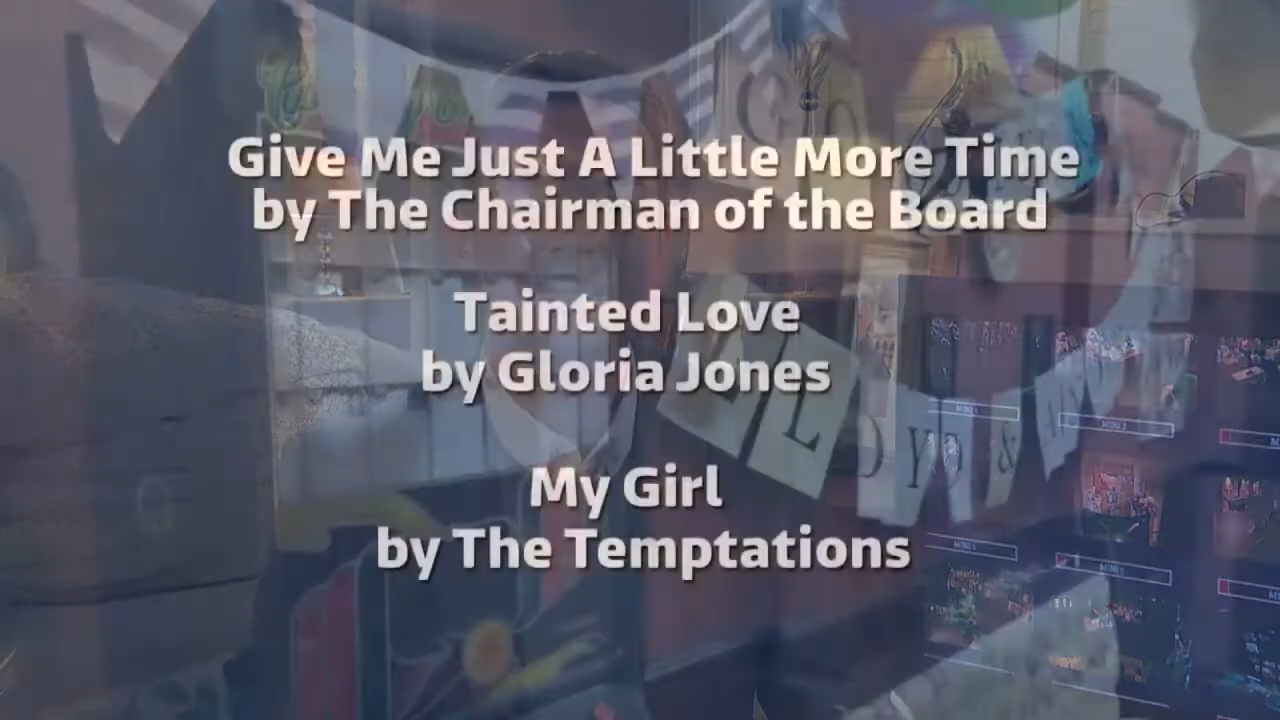 Give Me Just A Little More Time
by The Chairman of the Board
Tainted Love
by Gloria Jones
My Girl
by The Temptations